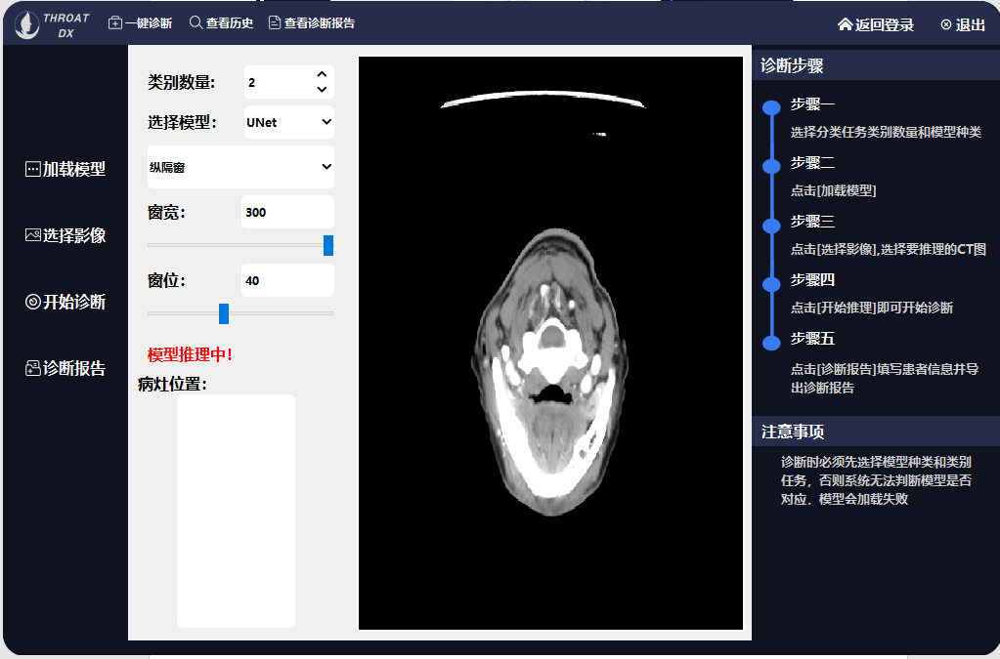 THROAT
DX
一键诊断
查看历史
查看诊断报告
返回登录
退出
加载模型
选择影像
开始诊断
诊断报告
类别数量：
2
选择模型：
UNet
纵隔窗
窗宽：
300
窗位：
40
模型推理中！
病灶位置：
诊断步骤
步骤一
选择分类任务类别数量和模型种类
步骤二
点击[加载模型]
步骤三
点击[选择影像],选择要推理的CT图
步骤四
点击[开始推理]即可开始诊断
步骤五
点击[诊断报告]填写患者信息并导
出诊断报告
注意事项
诊断时必须先选择模型种类和类别
任务，否则系统无法判断模型是否
对应，模型会加载失败